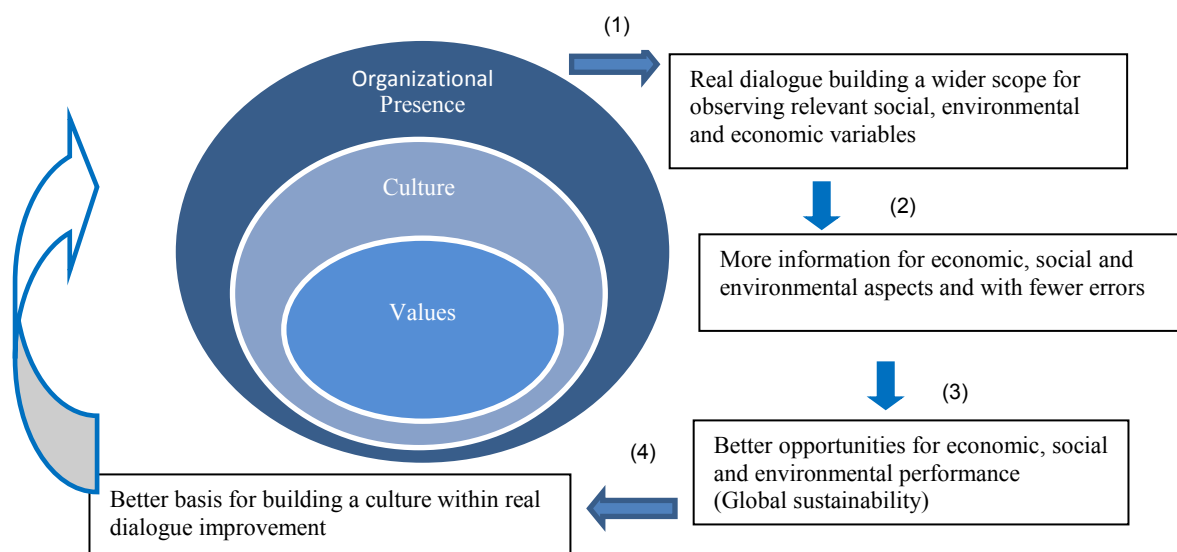 (1)
Organizational
Presence
Real dialogue building a wider scope for
observing relevant social, environmental
and economic variables
Culture
(2)
More information for economic, social and
environmental aspects and with fewer errors
Values
(3)
Better opportunities for economic, social
and environmental performance
(Global sustainability)
(4)
Better basis for building a culture within real
dialogue improvement